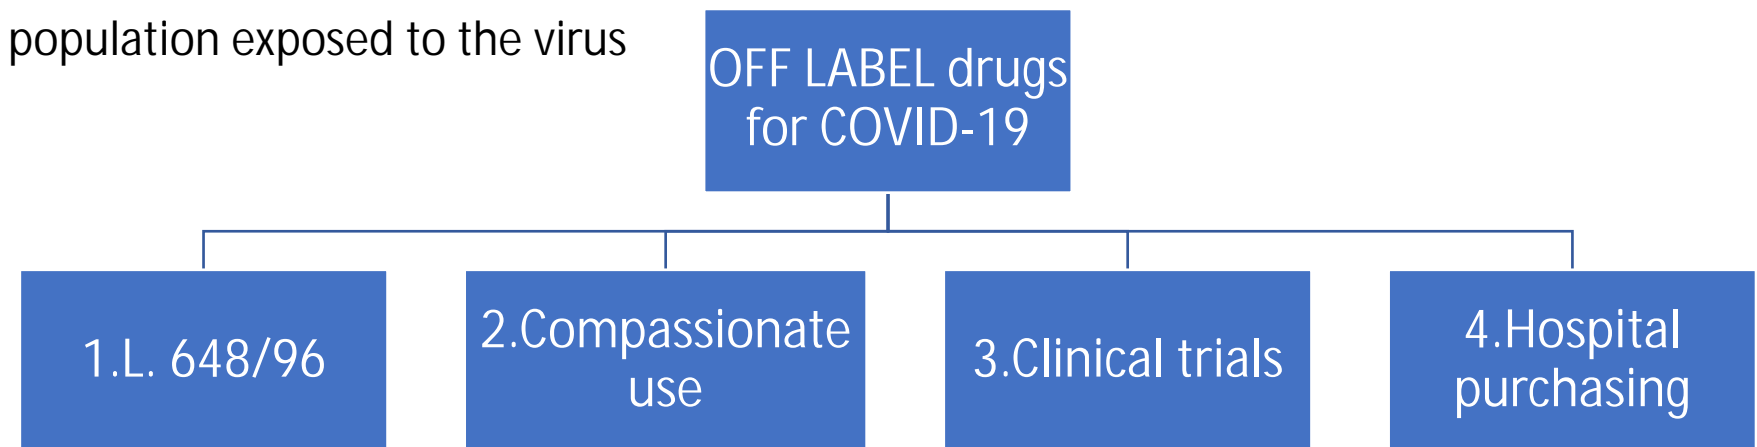 population exposed to the virus
OFF LABEL drugs
for COVID-19
1.L. 648/96
2.Compassionate
use
3.Clinical trials
4.Hospital
purchasing